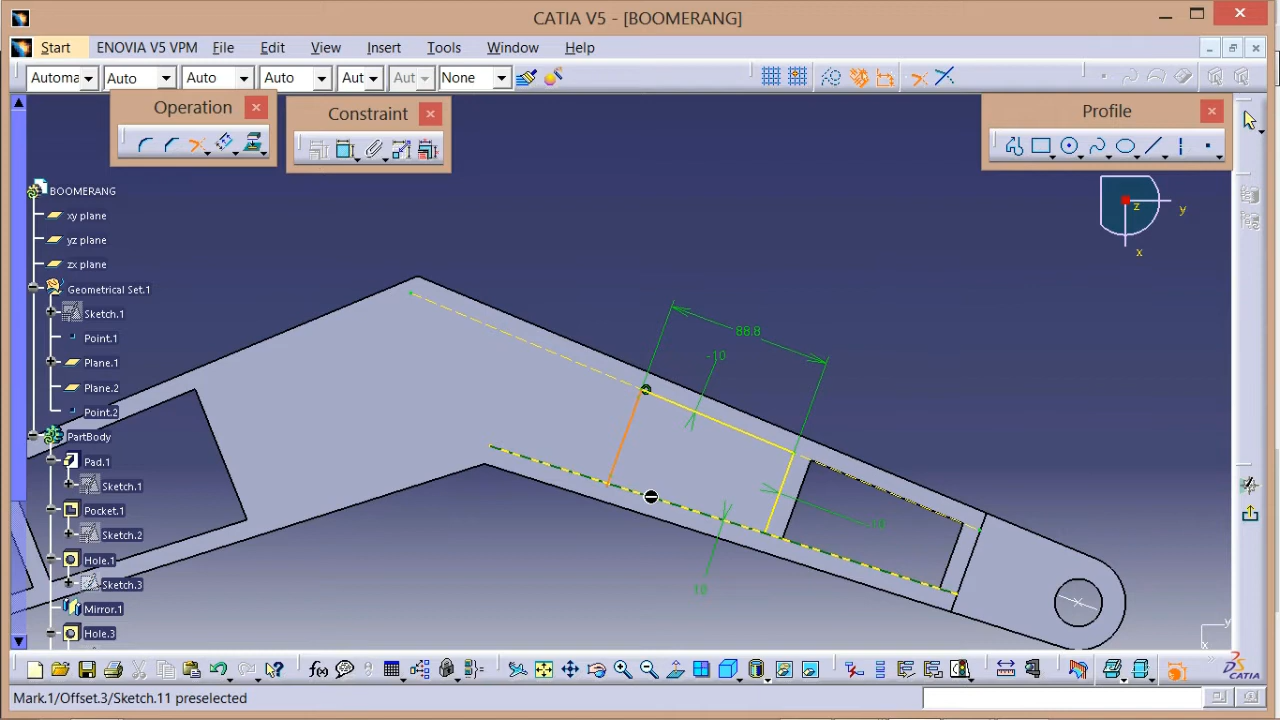 CATIA V5 - [BOOMERANG]
Start ENOVIA V5 VPM File Edit View Insert Tools Window Help
Automa Auto Auto Auto Aut Aut None
Operation
Constraint
Profile
BOOMERANG
xy plane
yz plane
zx plane
Geometrical Set.1
Sketch.1
Point.1
Plane.1
Plane.2
Point.2
PartBody
Pad.1
Sketch.1
Pocket.1
Sketch.2
Hole.1
Sketch.3
Mirror.1
Hole.3
z
y
x
88.8
-10
10
y
x
f(x)
CATIA
Mark.1/Offset.3/Sketch.11 preselected